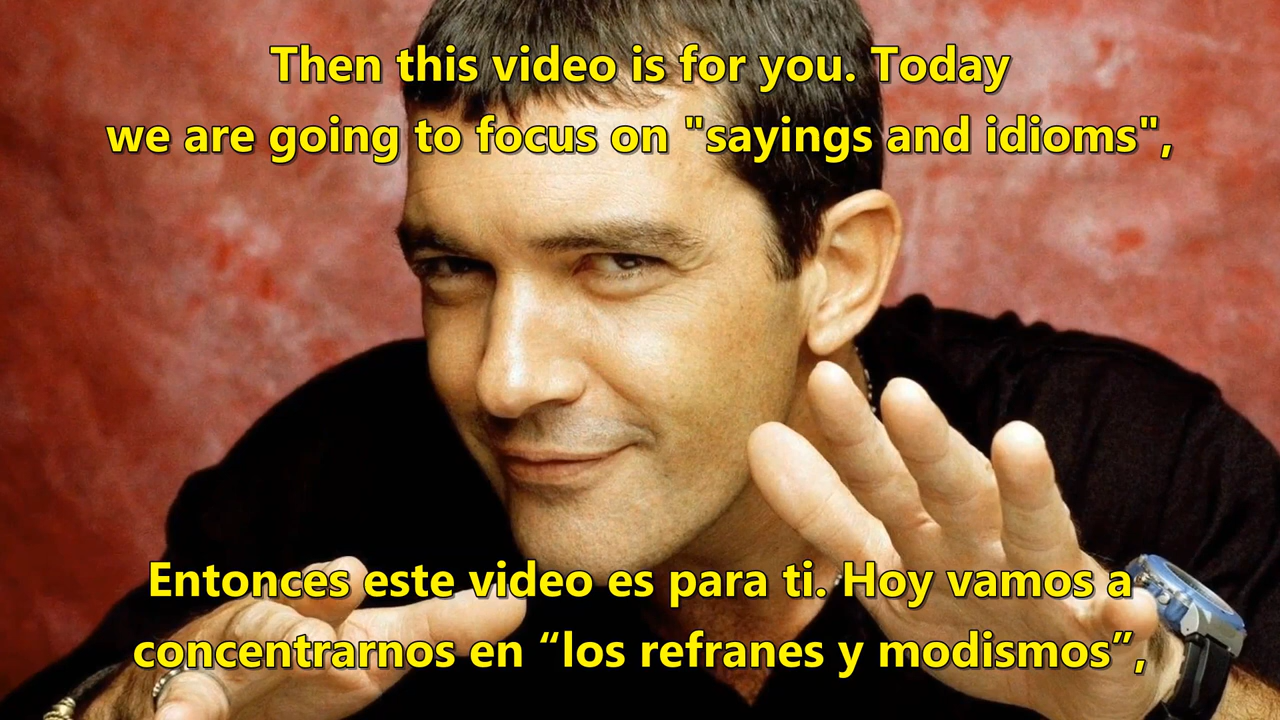 Then this video is for you. Today
we are going to focus on "sayings and idioms",
Entonces este video es para ti. Hoy vamos a
concentrarnos en “los refranes y modismos”,